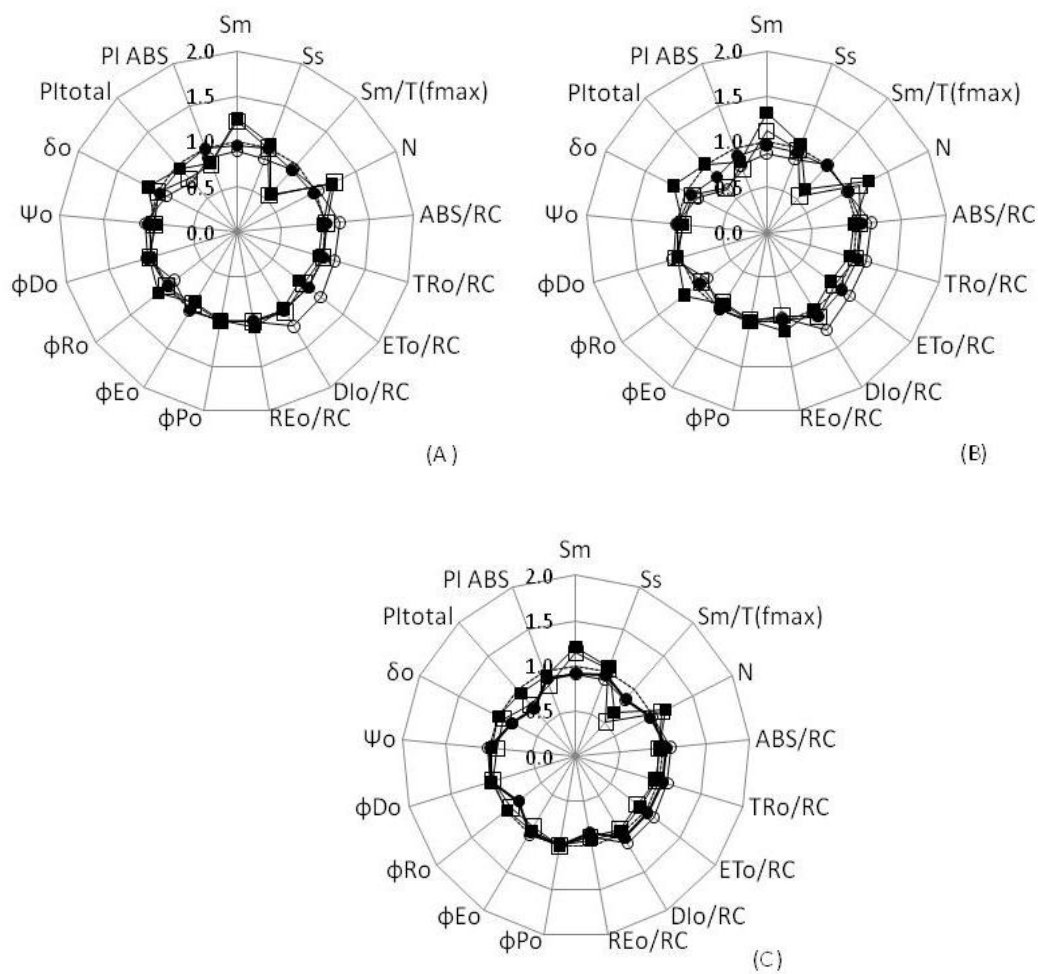 Sm
Ss
Sm/T(fmax)
N
ABS/RC
TRo/RC
ETo/RC
DIo/RC
REo/RC
ϕPo
ϕEo
ϕRo
ϕDo
Ψo
δo
PItotal
PI ABS
2.0
1.5
1.0
0.5
0.0
(A)
Sm
Ss
Sm/T(fmax)
N
ABS/RC
TRo/RC
ETo/RC
DIo/RC
REo/RC
ϕPo
ϕEo
ϕRo
ϕDo
Ψo
δo
PItotal
PI ABS
2.0
1.5
1.0
0.5
0.0
(B)
Sm
Ss
Sm/T(fmax)
N
ABS/RC
TRo/RC
ETo/RC
DIo/RC
REo/RC
ϕPo
ϕEo
ϕRo
ϕDo
Ψo
δo
PItotal
PI ABS
2.0
1.5
1.0
0.5
0.0
(C)